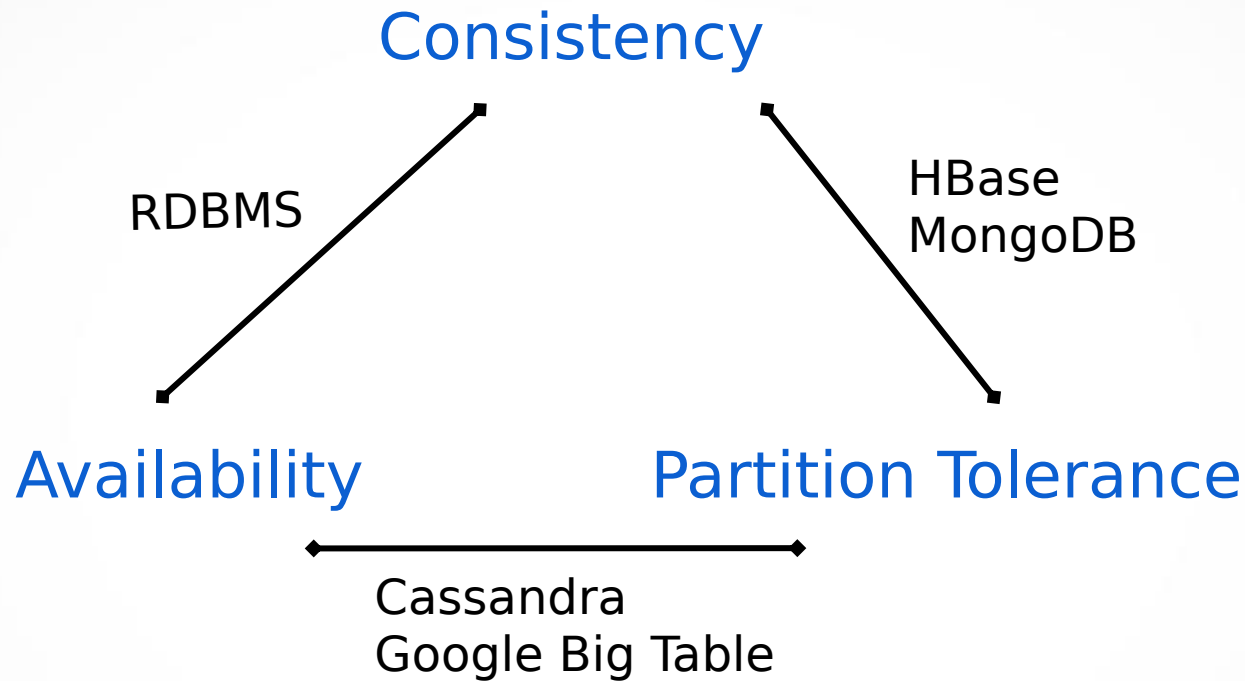 Consistency
RDBMS
HBase
MongoDB
Availability
Partition Tolerance
Cassandra
Google Big Table